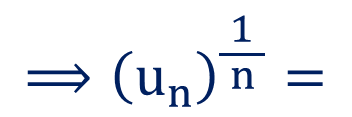 ⟹ (uₙ)^(1/n) =